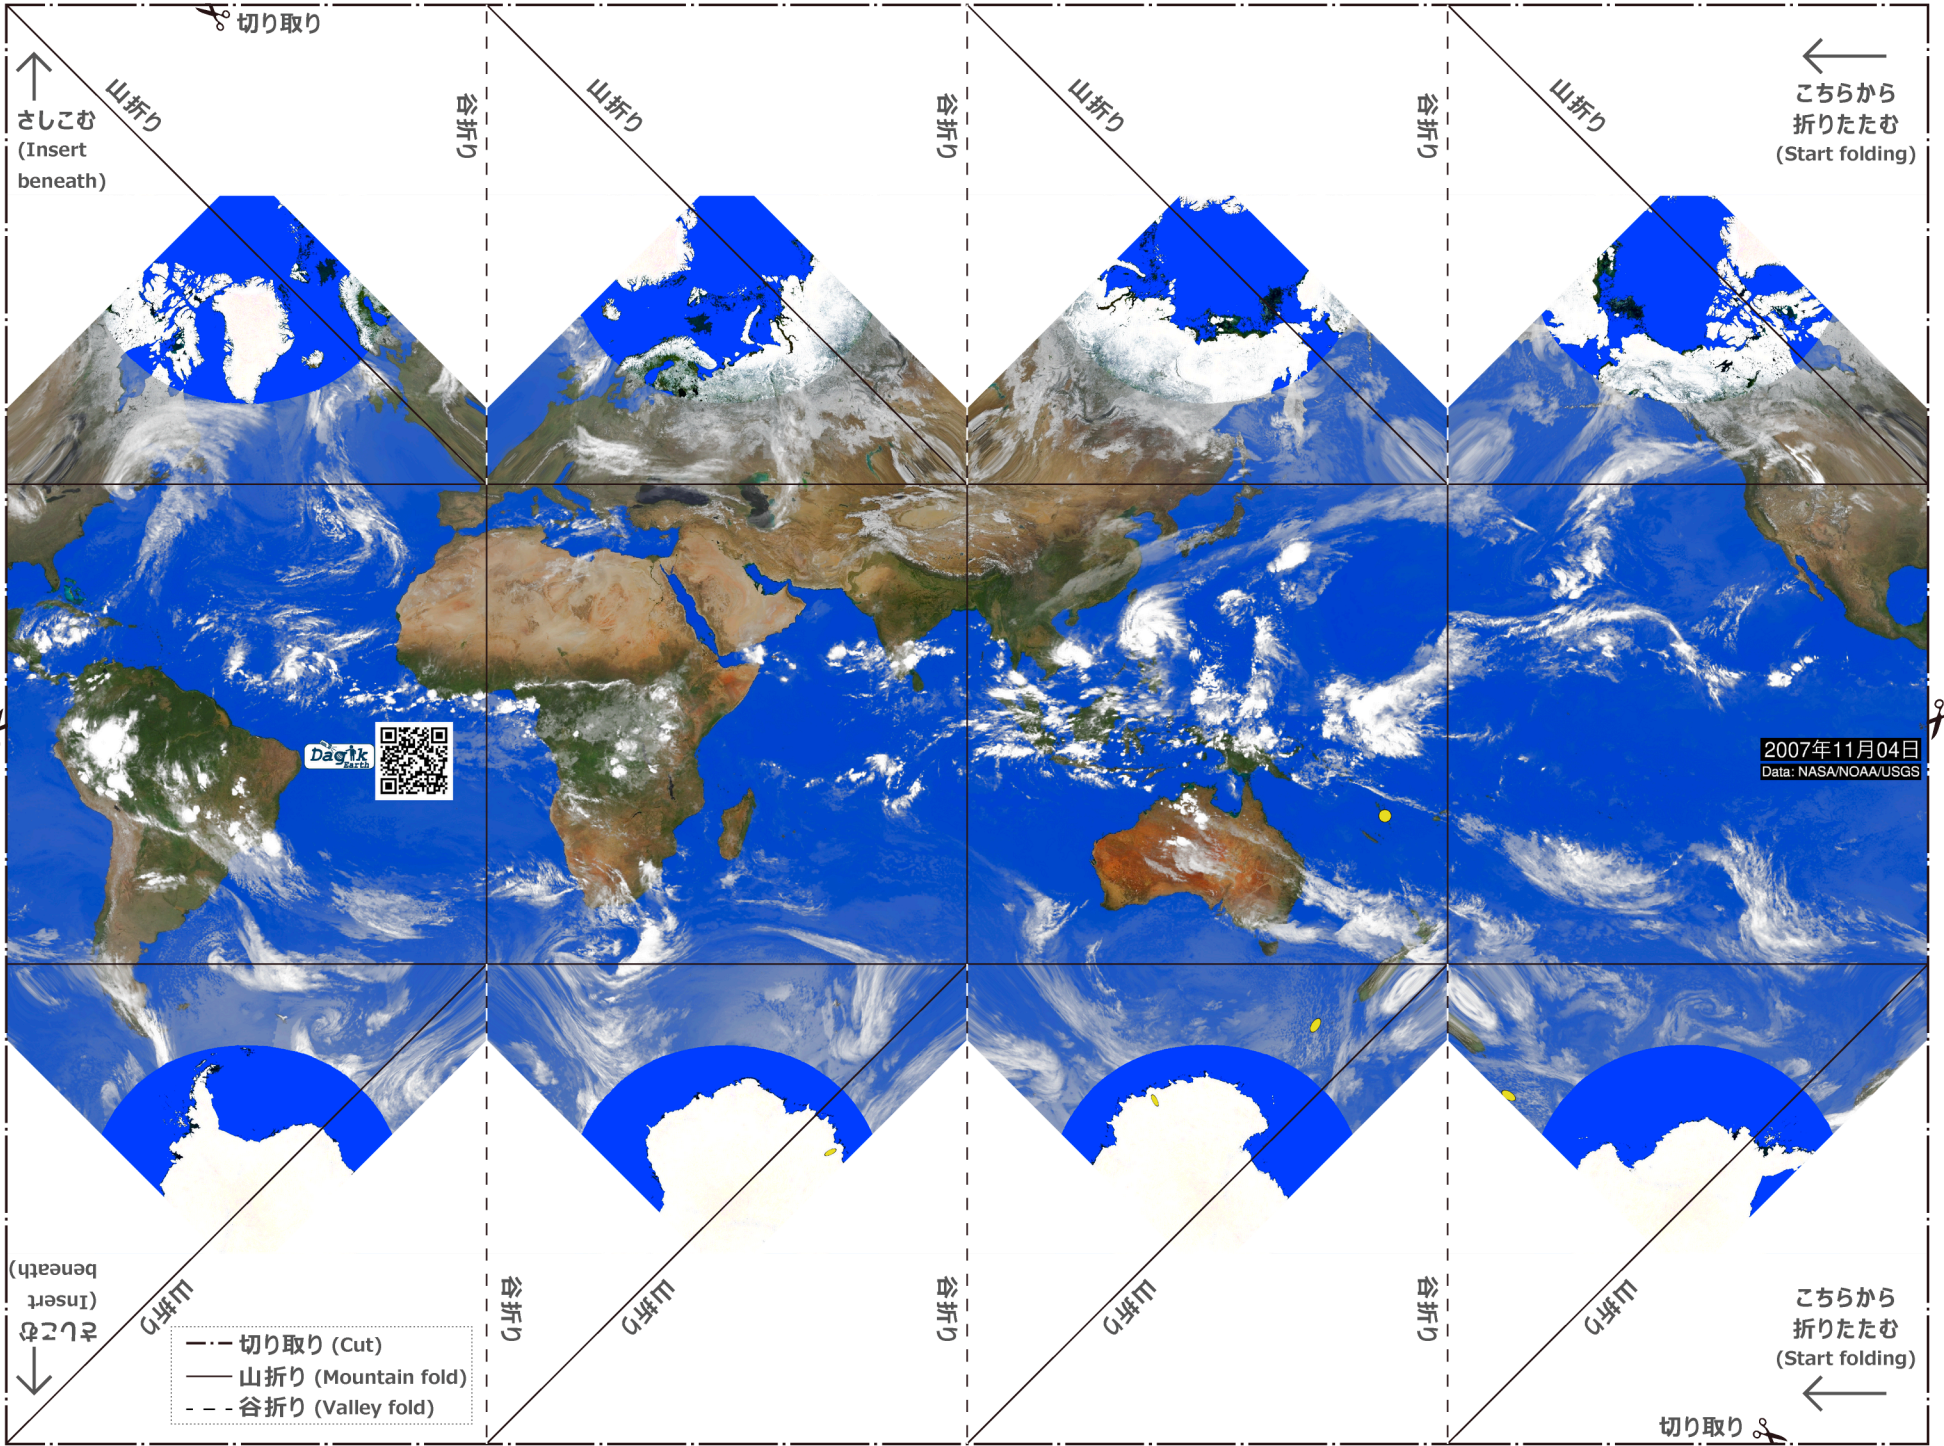 切り取り
さしこむ
(Insert
beneath)
山折り
谷折り
山折り
谷折り
山折り
谷折り
山折り
こちらから
折りたたむ
(Start folding)
Dagik
Earth
2007年11月04日
Data: NASA/NOAA/USGS
さしこむ
(Insert
beneath)
山折り
谷折り
山折り
谷折り
山折り
谷折り
山折り
こちらから
折りたたむ
(Start folding)
切り取り (Cut)
山折り (Mountain fold)
谷折り (Valley fold)
切り取り